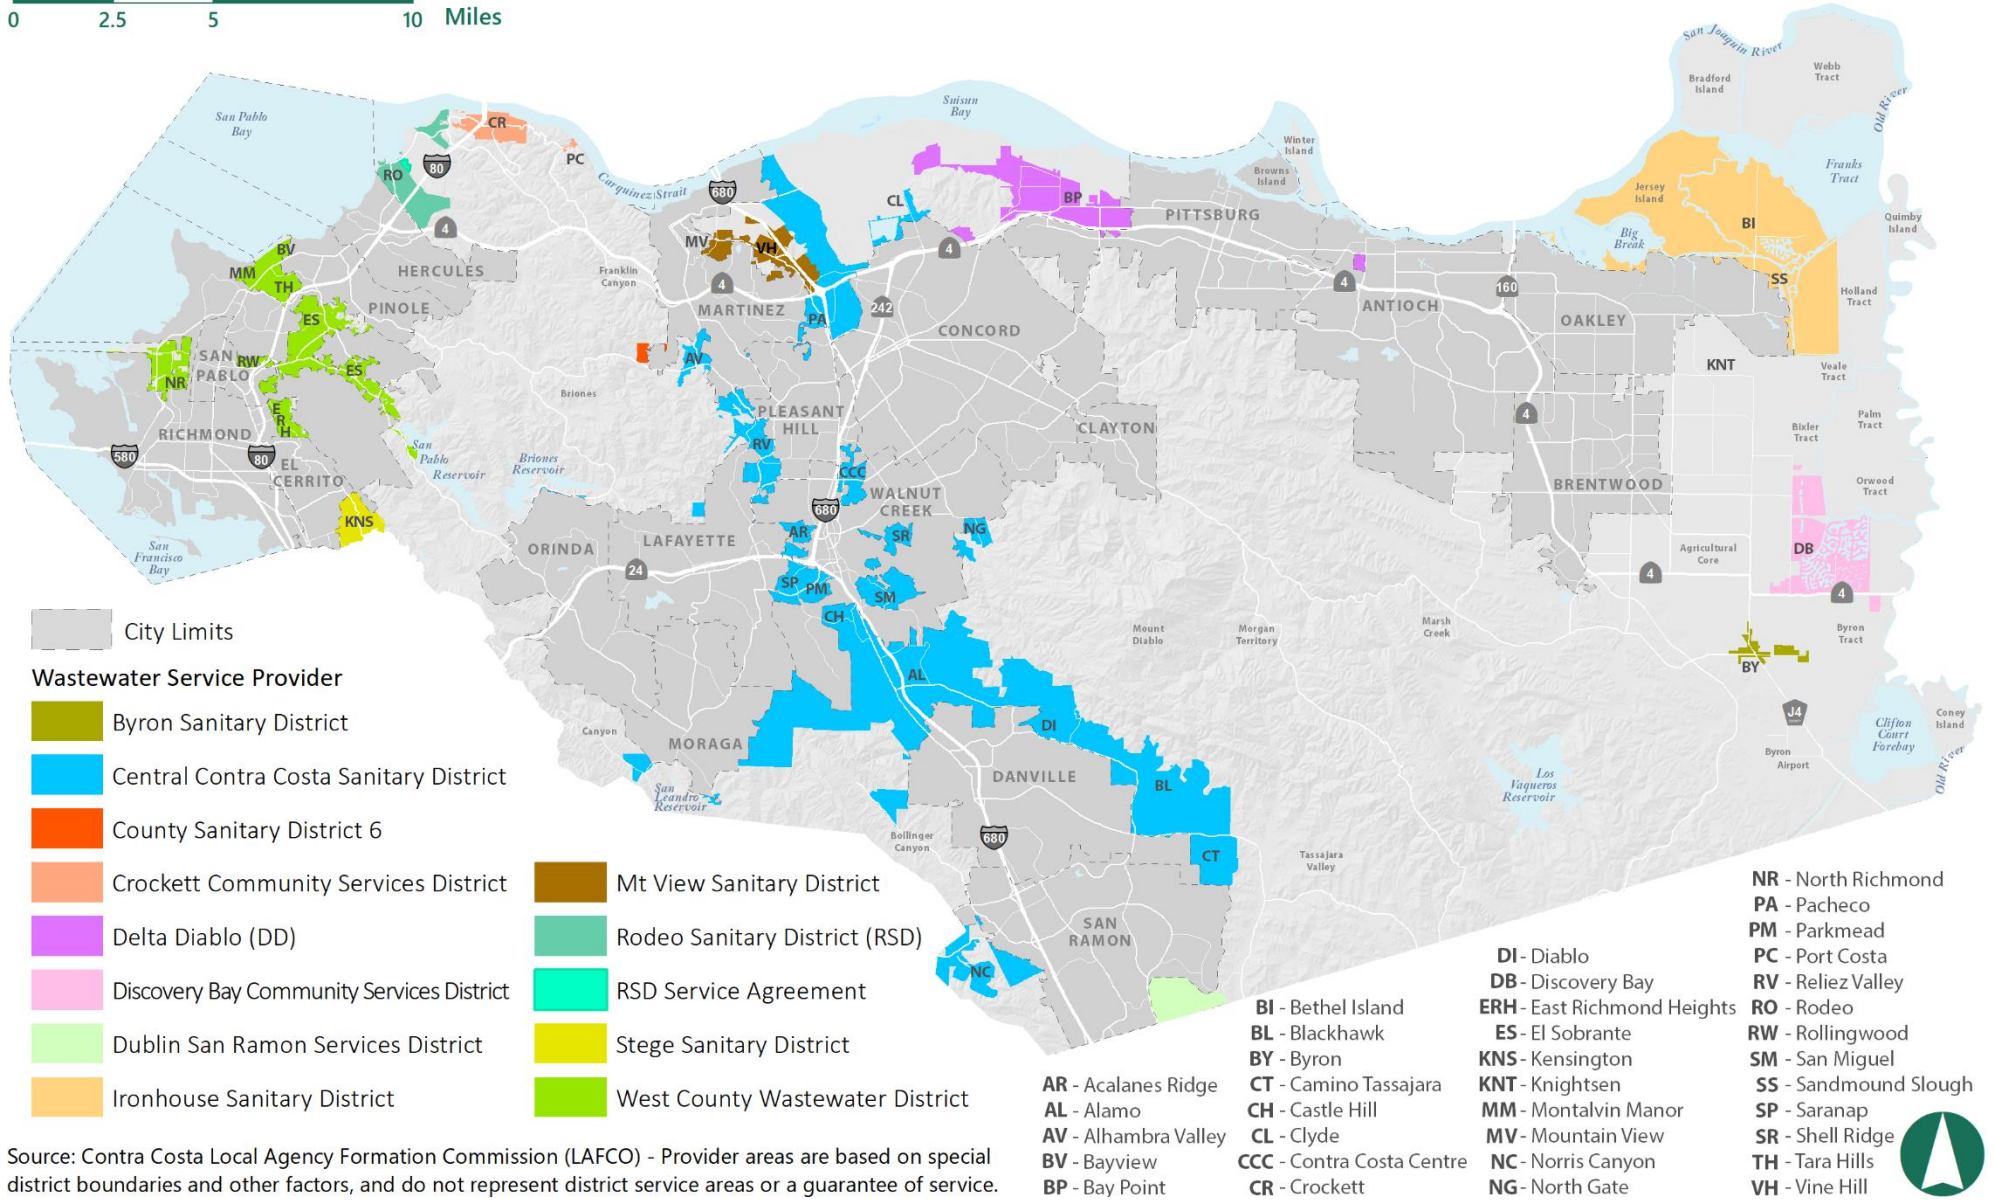 0 2.5 5 10 Miles
San Joaquin River
Bradford
Island
Webb
Tract
Old River
San Pablo
Bay
Suisun
Bay
CR
PC
RO
80
4
Carquinez Strait
680
CL
Winter
Island
Browns
Island
Franks
Tract
Jersey
Island
BI
Quimby
Island
BP
PITTSBURG
Big
Break
BV
MM
TH
HERCULES
PINOLE
Franklin
Canyon
MV
VH
4
4
MARTINEZ
PA
242
CONCORD
4
ANTIOCH
160
OAKLEY
SS
Holland
Tract
ES
SAN
PABLO
RW
ES
NR
AV
Briones
KNT
Veale
Tract
E
R
H
RICHMOND
580
80
EL
CERRITO
San
Pablo
Reservoir
Briones
Reservoir
PLEASANT
HILL
RV
CLAYTON
4
Palm
Tract
Bixler
Tract
CCC
WALNUT
CREEK
680
BRENTWOOD
Orwood
Tract
KNS
San
Francisco
Bay
ORINDA
LAFAYETTE
24
AR
SR
NG
SP
PM
SM
CH
DB
Agricultural
Core
4
4
Mount
Diablo
Morgan
Territory
Marsh
Creek
Byron
Tract
BY
AL
DI
J4
Clifton
Court
Forebay
Coney
Island
Old River
Byron
Airport
Canyon
MORAGA
San
Leandro
Reservoir
DANVILLE
BL
Los
Vaqueros
Reservoir
Bollinger
Canyon
680
CT
Tassajara
Valley
SAN
RAMON
NC
City Limits
Wastewater Service Provider
Byron Sanitary District
Central Contra Costa Sanitary District
County Sanitary District 6
Crockett Community Services District
Delta Diablo (DD)
Discovery Bay Community Services District
Dublin San Ramon Services District
Ironhouse Sanitary District
Mt View Sanitary District
Rodeo Sanitary District (RSD)
RSD Service Agreement
Stege Sanitary District
West County Wastewater District
AR - Acalanes Ridge
AL - Alamo
AV - Alhambra Valley
BV - Bayview
BP - Bay Point
BI - Bethel Island
BL - Blackhawk
BY - Byron
CT - Camino Tassajara
CH - Castle Hill
CL - Clyde
CCC - Contra Costa Centre
CR - Crockett
DI - Diablo
DB - Discovery Bay
ERH - East Richmond Heights
ES - El Sobrante
KNS - Kensington
KNT - Knightsen
MM - Montalvin Manor
MV - Mountain View
NC - Norris Canyon
NG - North Gate
NR - North Richmond
PA - Pacheco
PM - Parkmead
PC - Port Costa
RV - Reliez Valley
RO - Rodeo
RW - Rollingwood
SM - San Miguel
SS - Sandmound Slough
SP - Saranap
SR - Shell Ridge
TH - Tara Hills
VH - Vine Hill
Source: Contra Costa Local Agency Formation Commission (LAFCO) - Provider areas are based on special
district boundaries and other factors, and do not represent district service areas or a guarantee of service.